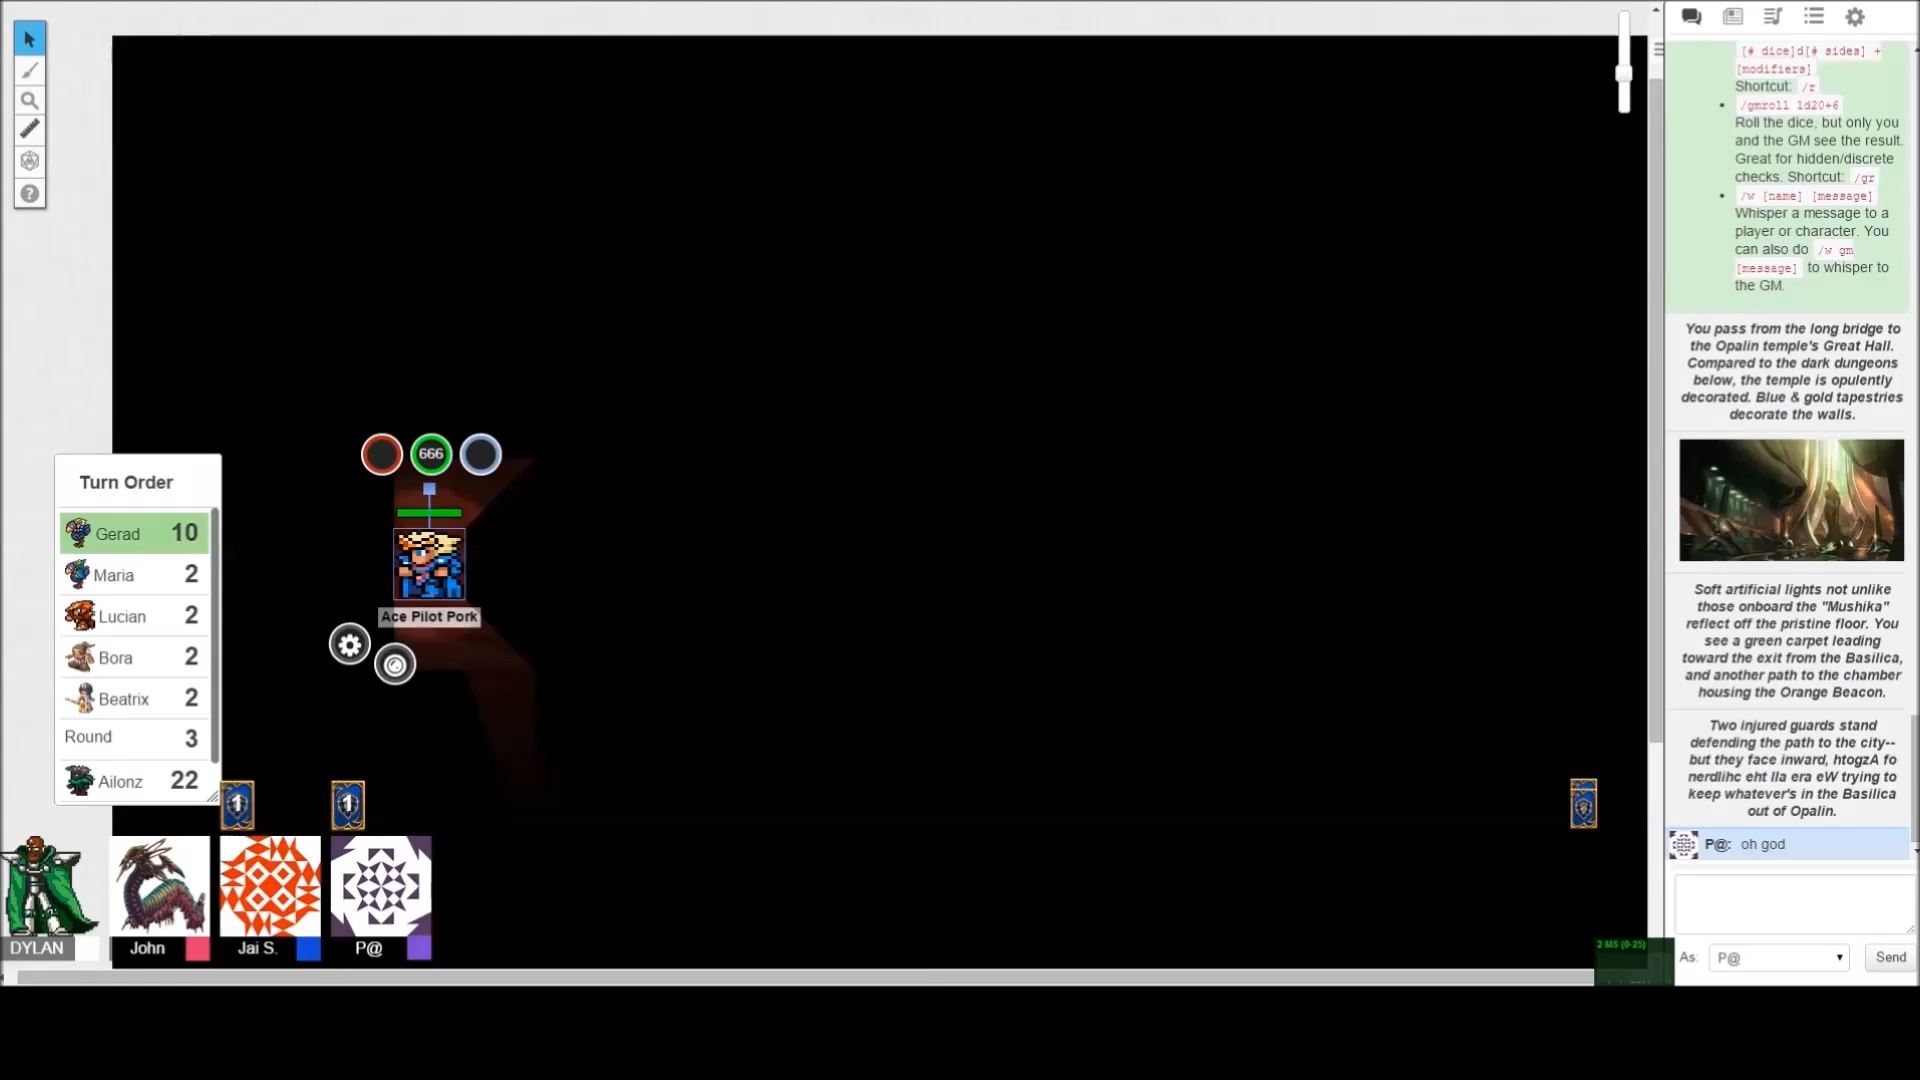 [# dice]d[# sides] +
[modifiers]
Shortcut: /r
/gmroll 1d20+6
Roll the dice, but only you
and the GM see the result.
Great for hidden/discrete
checks. Shortcut: /gr
/w [name] [message]
Whisper a message to a
player or character. You
can also do /w gm
[message] to whisper to
the GM.
You pass from the long bridge to
the Opalin temple's Great Hall.
Compared to the dark dungeons
below, the temple is opulently
decorated. Blue & gold tapestries
decorate the walls.
Soft artificial lights not unlike
those onboard the "Mushika"
reflect off the pristine floor. You
see a green carpet leading
toward the exit from the Basilica,
and another path to the chamber
housing the Orange Beacon.
Two injured guards stand
defending the path to the city--
but they face inward, htogzA fo
nerdlihc eht lla era eW trying to
keep whatever's in the Basilica
out of Opalin.
P@: oh god
As: P@
Send
666
Ace Pilot Pork
Turn Order
Gerad 10
Maria 2
Lucian 2
Bora 2
Beatrix 2
Round 3
Ailonz 22
1
1
DYLAN
John
Jai S.
P@
2 MS (0-25)